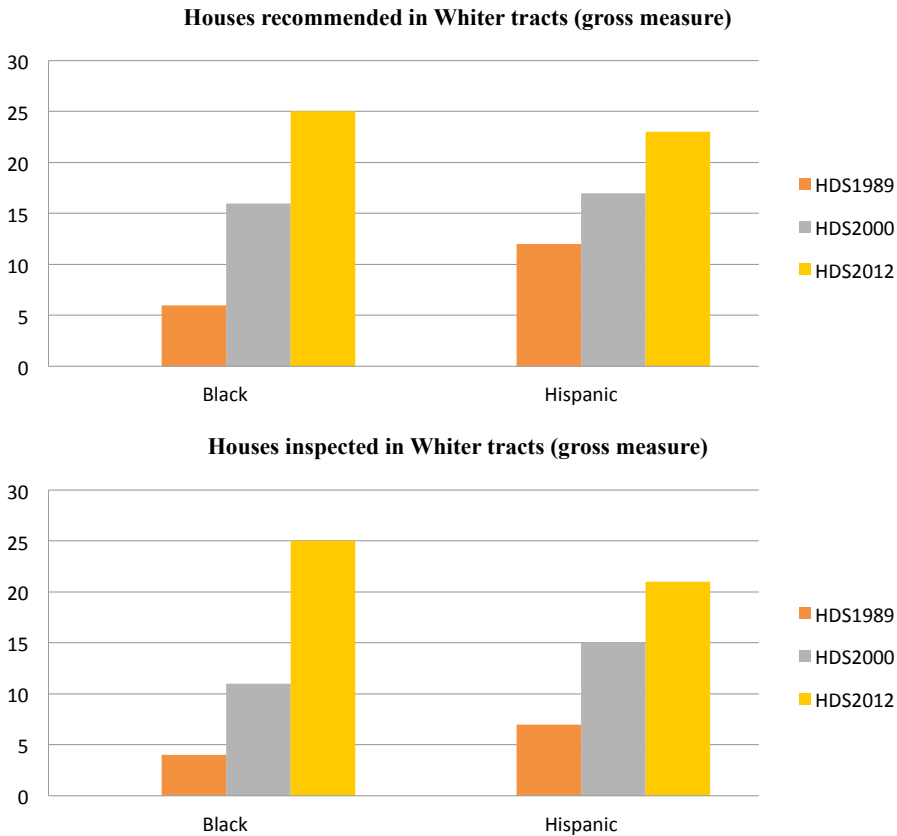 Houses recommended in Whiter tracts (gross measure)
30
25
20
15
10
5
0
Black
Hispanic
HDS1989
HDS2000
HDS2012
Houses inspected in Whiter tracts (gross measure)
30
25
20
15
10
5
0
Black
Hispanic
HDS1989
HDS2000
HDS2012